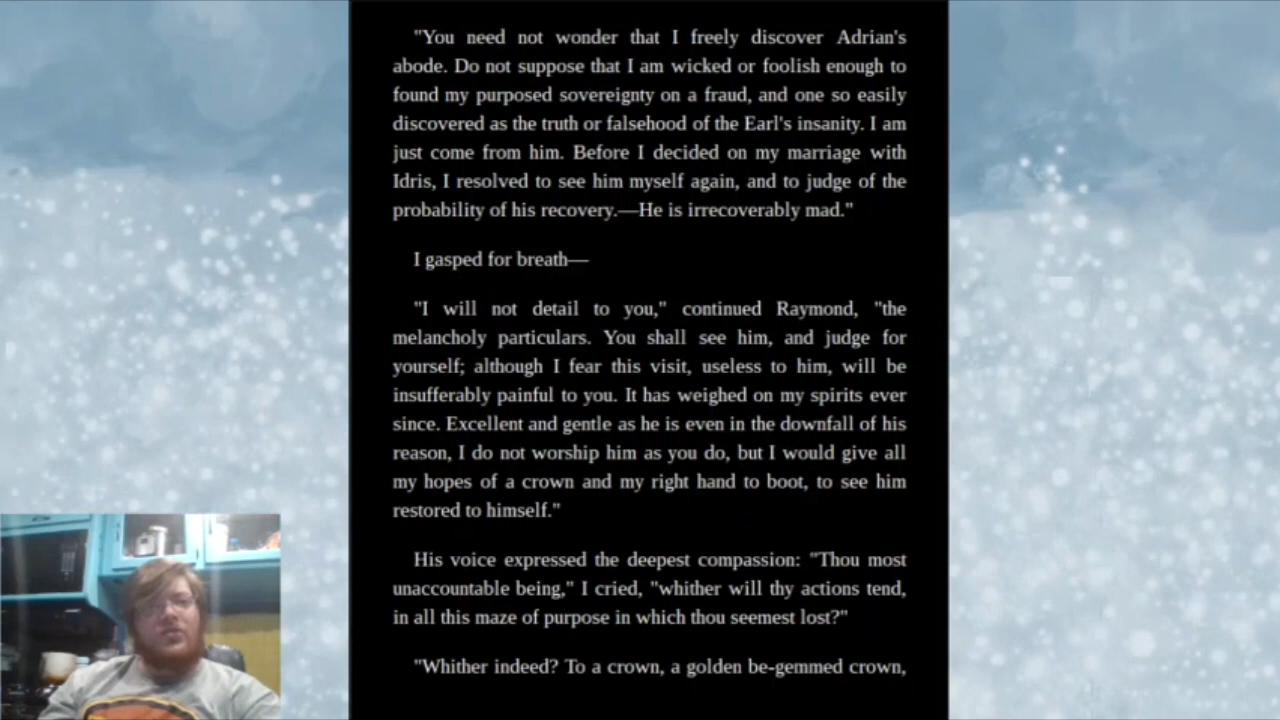 "You need not wonder that I freely discover Adrian's
abode. Do not suppose that I am wicked or foolish enough to
found my purposed sovereignty on a fraud, and one so easily
discovered as the truth or falsehood of the Earl's insanity. I am
just come from him. Before I decided on my marriage with
Idris, I resolved to see him myself again, and to judge of the
probability of his recovery.—He is irrecoverably mad."
I gasped for breath—
"I will not detail to you," continued Raymond, "the
melancholy particulars. You shall see him, and judge for
yourself; although I fear this visit, useless to him, will be
insufferably painful to you. It has weighed on my spirits ever
since. Excellent and gentle as he is even in the downfall of his
reason, I do not worship him as you do, but I would give all
my hopes of a crown and my right hand to boot, to see him
restored to himself."
His voice expressed the deepest compassion: "Thou most
unaccountable being," I cried, "whither will thy actions tend,
in all this maze of purpose in which thou seemest lost?"
"Whither indeed? To a crown, a golden be-gemmed crown,